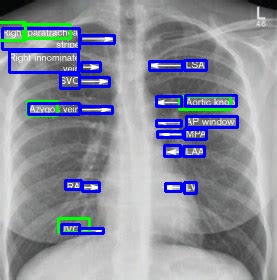 L
Right paratracheal
stripe
Right innominate
vein
LSA
SVC
Aortic knob
Azygos vein
AP window
MPA
LAA
RA
LV
IVC